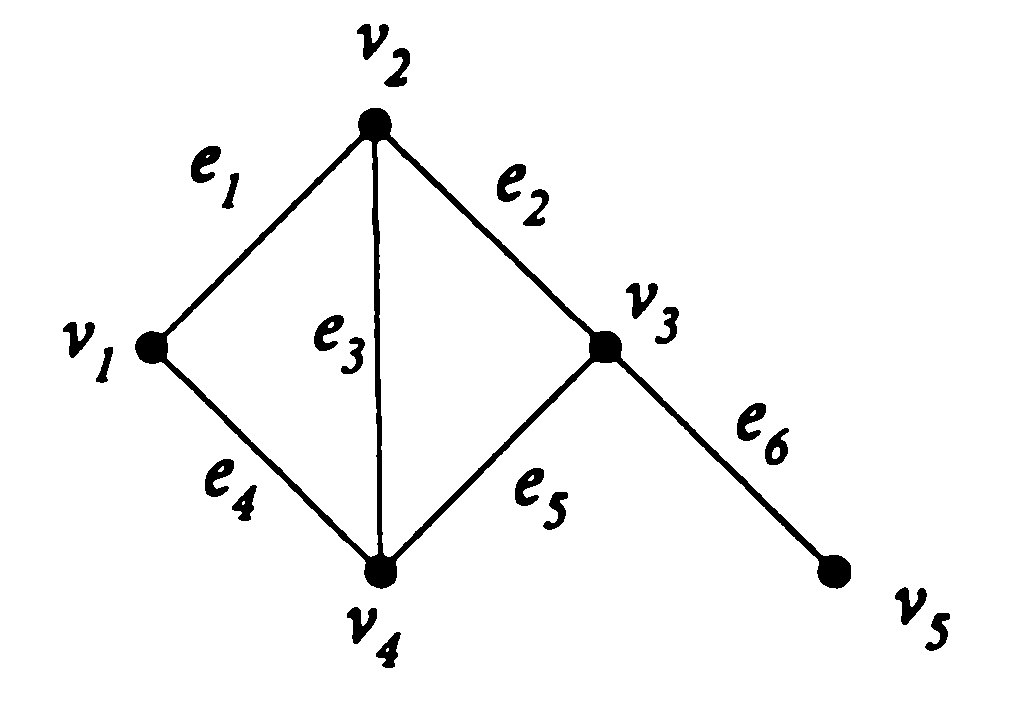 v₂
e₁
e₂
v₃
e₃
v₁
e₆
e₄
e₅
v₅
v₄